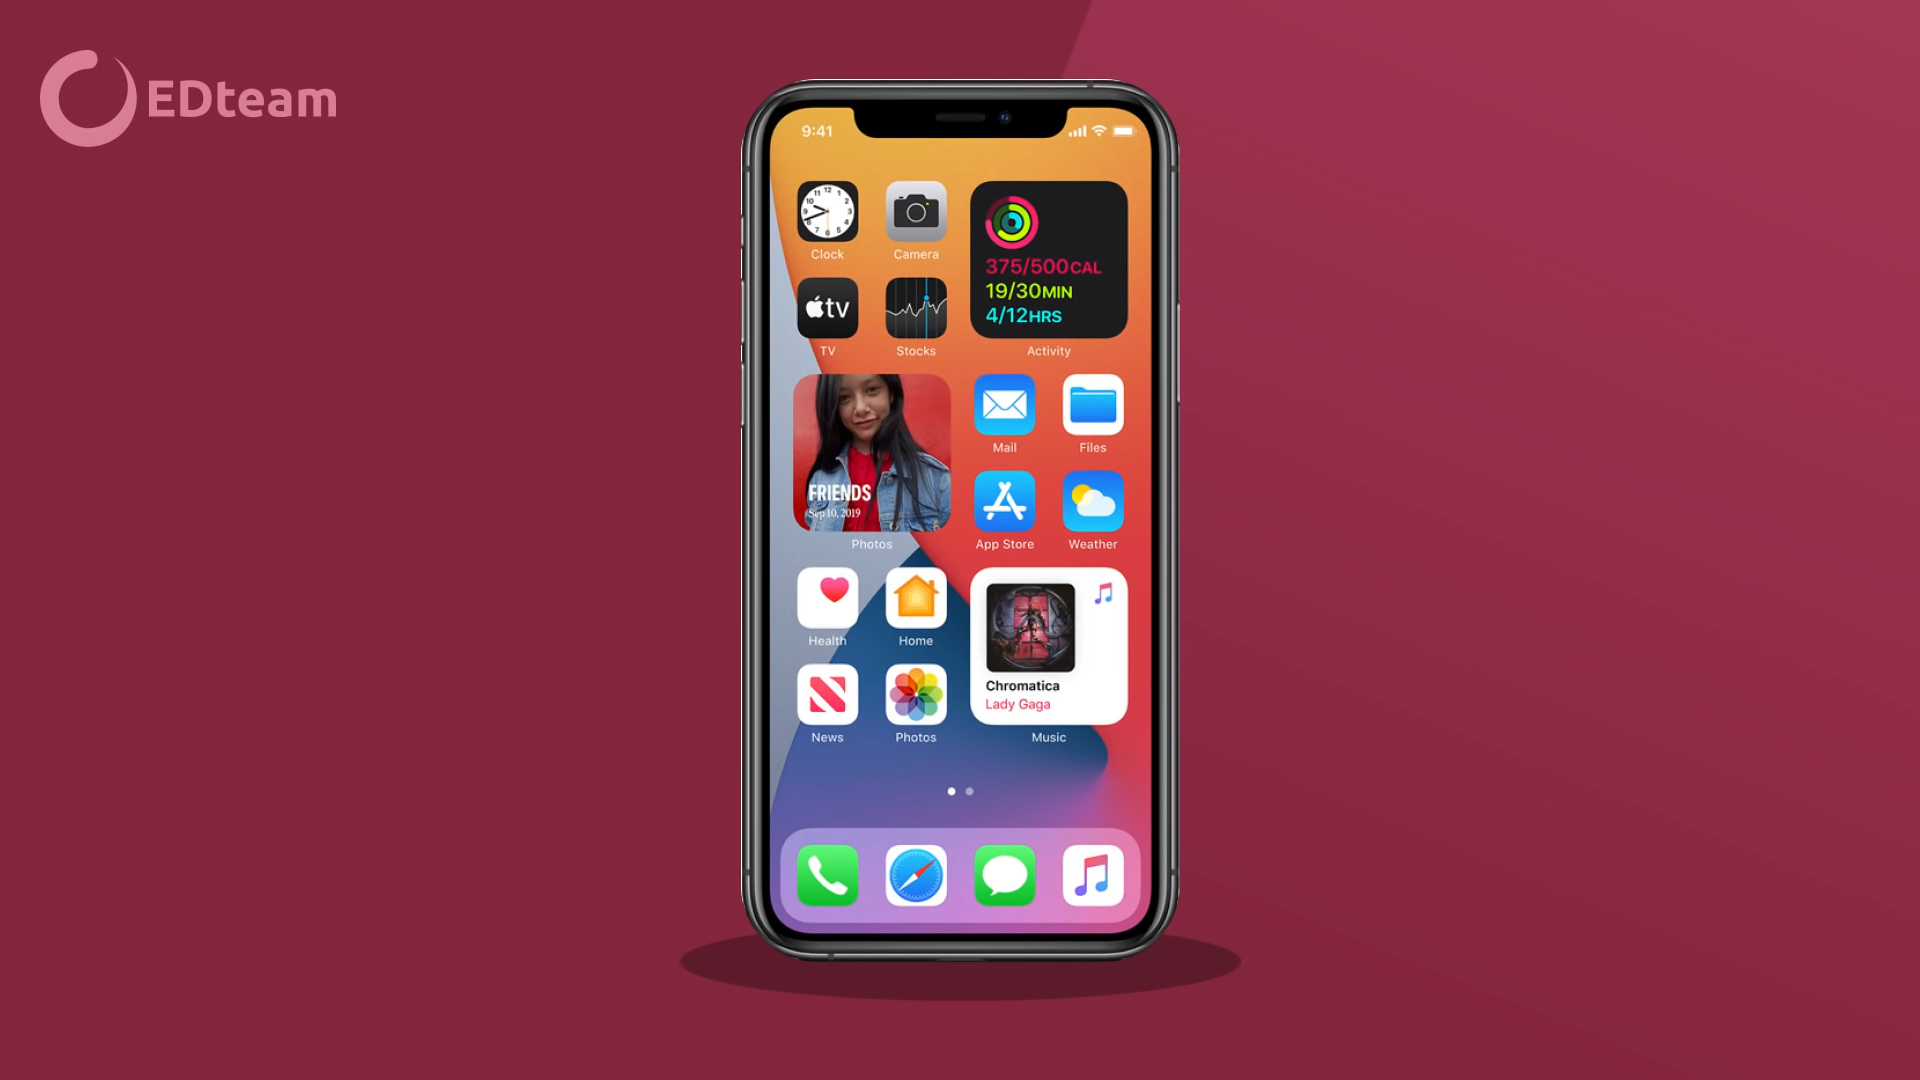 EDteam
9:41
Clock
Camera
375/500CAL
19/30MIN
4/12HRS
tv
TV
Stocks
Activity
FRIENDS
Sep 10, 2019
Photos
Mail
Files
App Store
Weather
Health
Home
Chromatica
Lady Gaga
News
Photos
Music